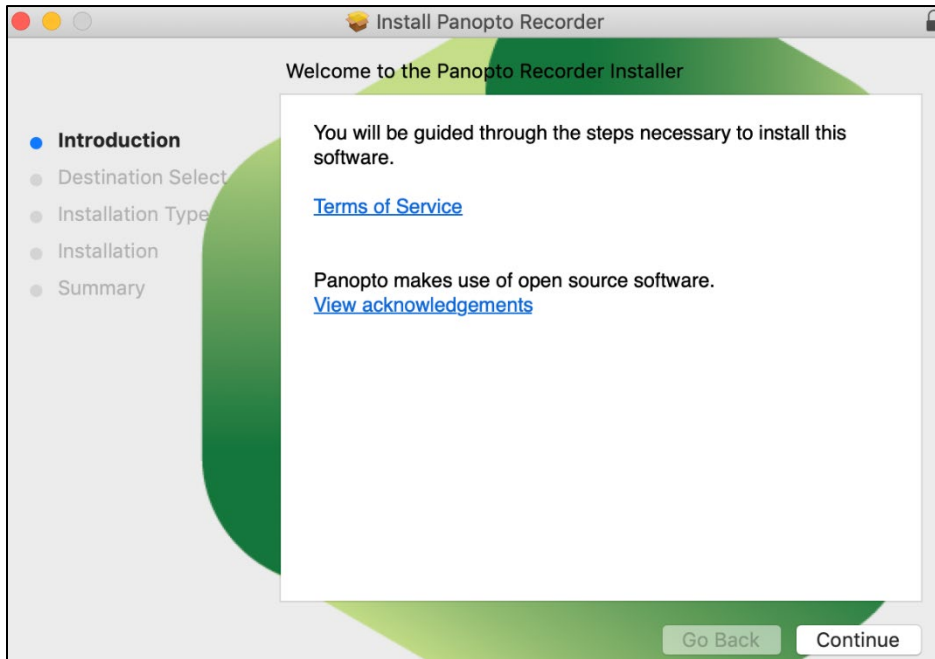 Install Panopto Recorder
Welcome to the Panopto Recorder Installer
Introduction
Destination Select
Installation Type
Installation
Summary
You will be guided through the steps necessary to install this
software.
Terms of Service
Panopto makes use of open source software.
View acknowledgements
Go Back
Continue